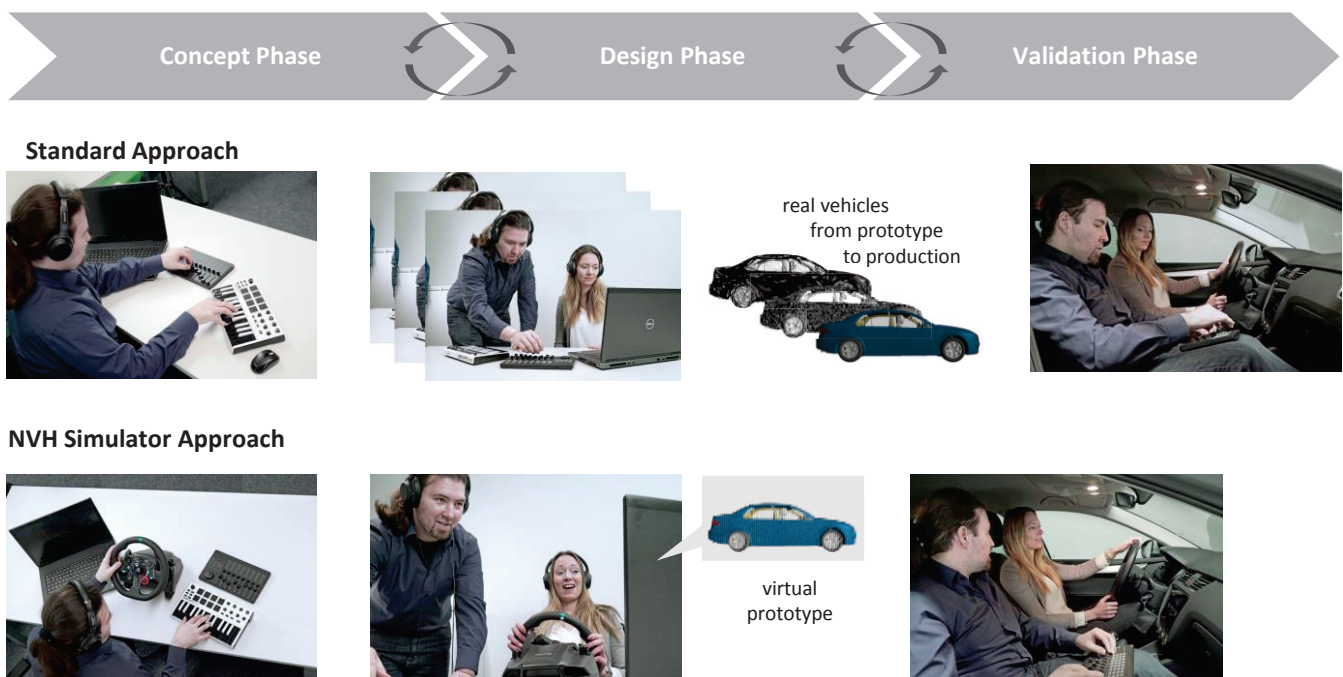 Concept Phase
Design Phase
Validation Phase
Standard Approach
real vehicles
from prototype
to production
NVH Simulator Approach
virtual
prototype